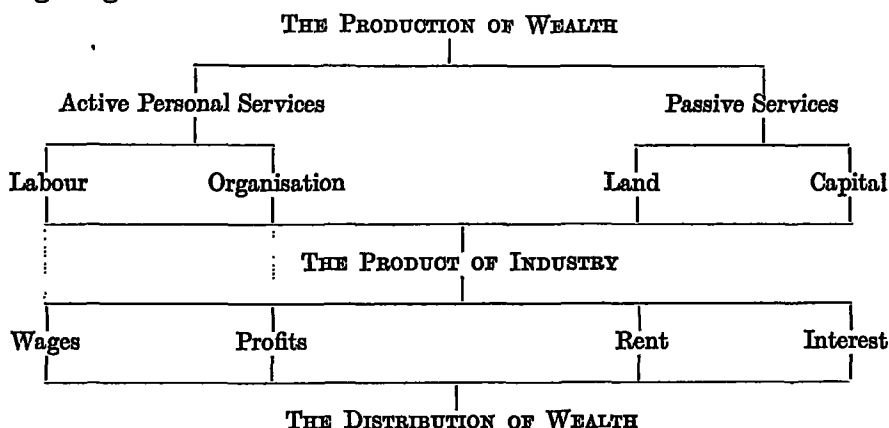 THE PRODUCTION OF WEALTH
Active Personal Services Passive Services
Labour Organisation Land Capital
THE PRODUCT OF INDUSTRY
Wages Profits Rent Interest
THE DISTRIBUTION OF WEALTH